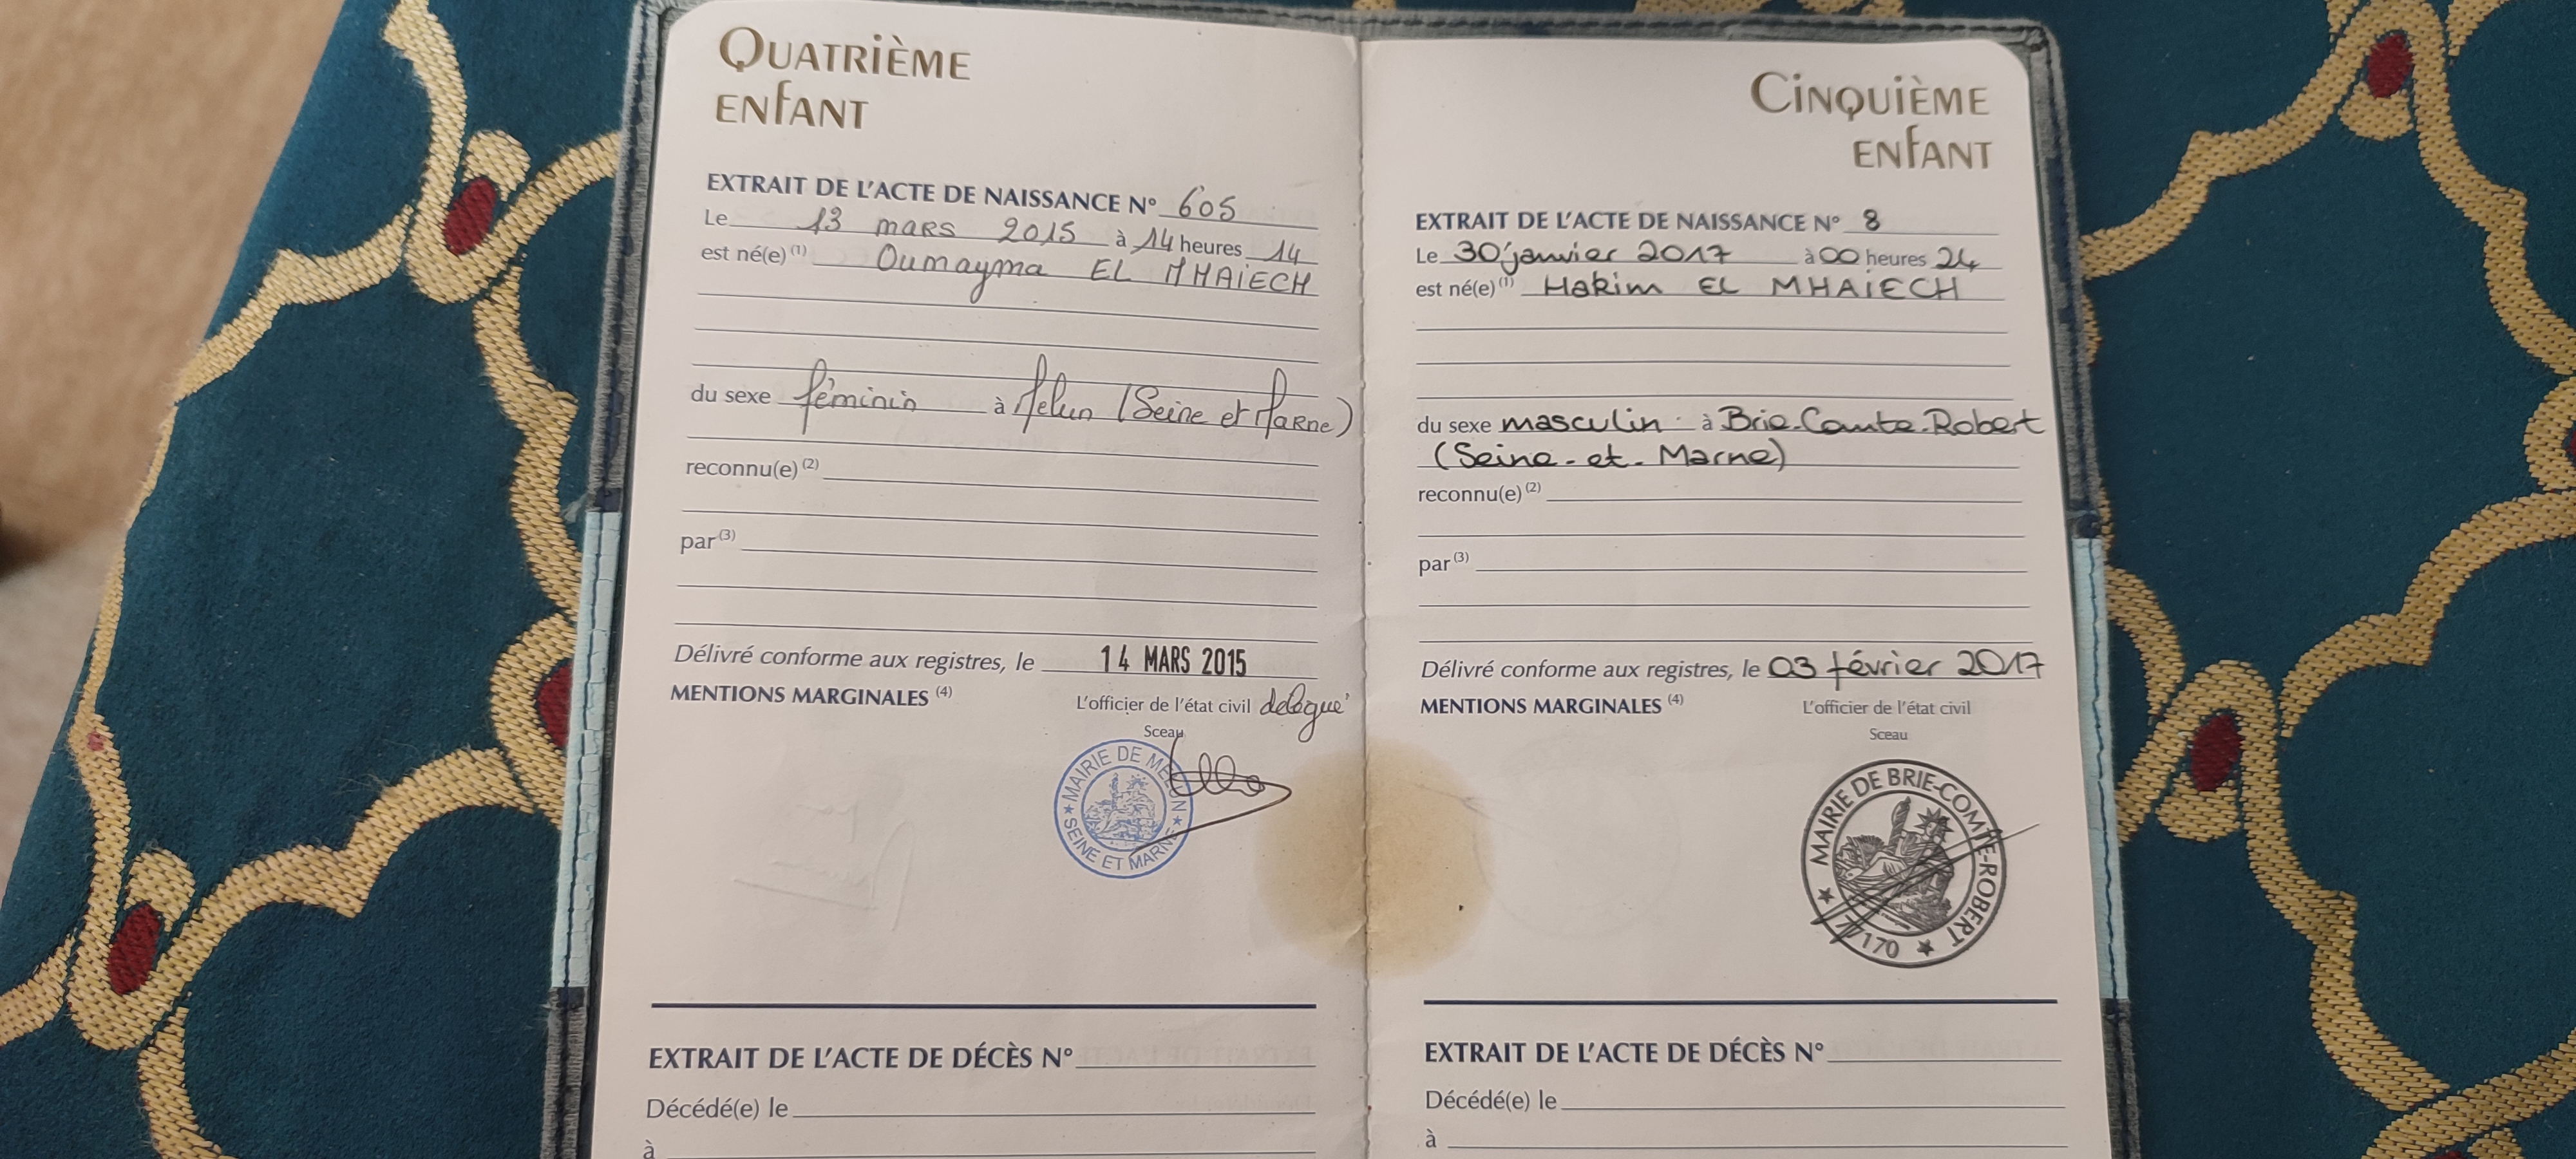 QUATRIÈME
ENFANT
EXTRAIT DE L'ACTE DE NAISSANCE N° 605
Le 13 mars 2015 à 14 heures 14
est né(e) (1) Oumayma EL MHAIECH
du sexe féminin à Melun (Seine et Marne)
reconnu(e) (2)
par (3)
Délivré conforme aux registres, le 14 MARS 2015
MENTIONS MARGINALES (4)
L'officier de l'état civil délégué
Sceau
MAIRIE DE MELUN
★ SEINE ET MARNE ★
EXTRAIT DE L'ACTE DE DÉCÈS N°
Décédé(e) le
à
CINQUIÈME
ENFANT
EXTRAIT DE L'ACTE DE NAISSANCE N° 8
Le 30 janvier 2017 à 00 heures 24
est né(e) (1) Hakim EL MHAIECH
du sexe masculin à Brie-Comte-Robert
(Seine-et-Marne)
reconnu(e) (2)
par (3)
Délivré conforme aux registres, le 03 février 2017
MENTIONS MARGINALES (4)
L'officier de l'état civil
Sceau
MAIRIE DE BRIE-COMTE-ROBERT
★ 77170 ★
EXTRAIT DE L'ACTE DE DÉCÈS N°
Décédé(e) le
à